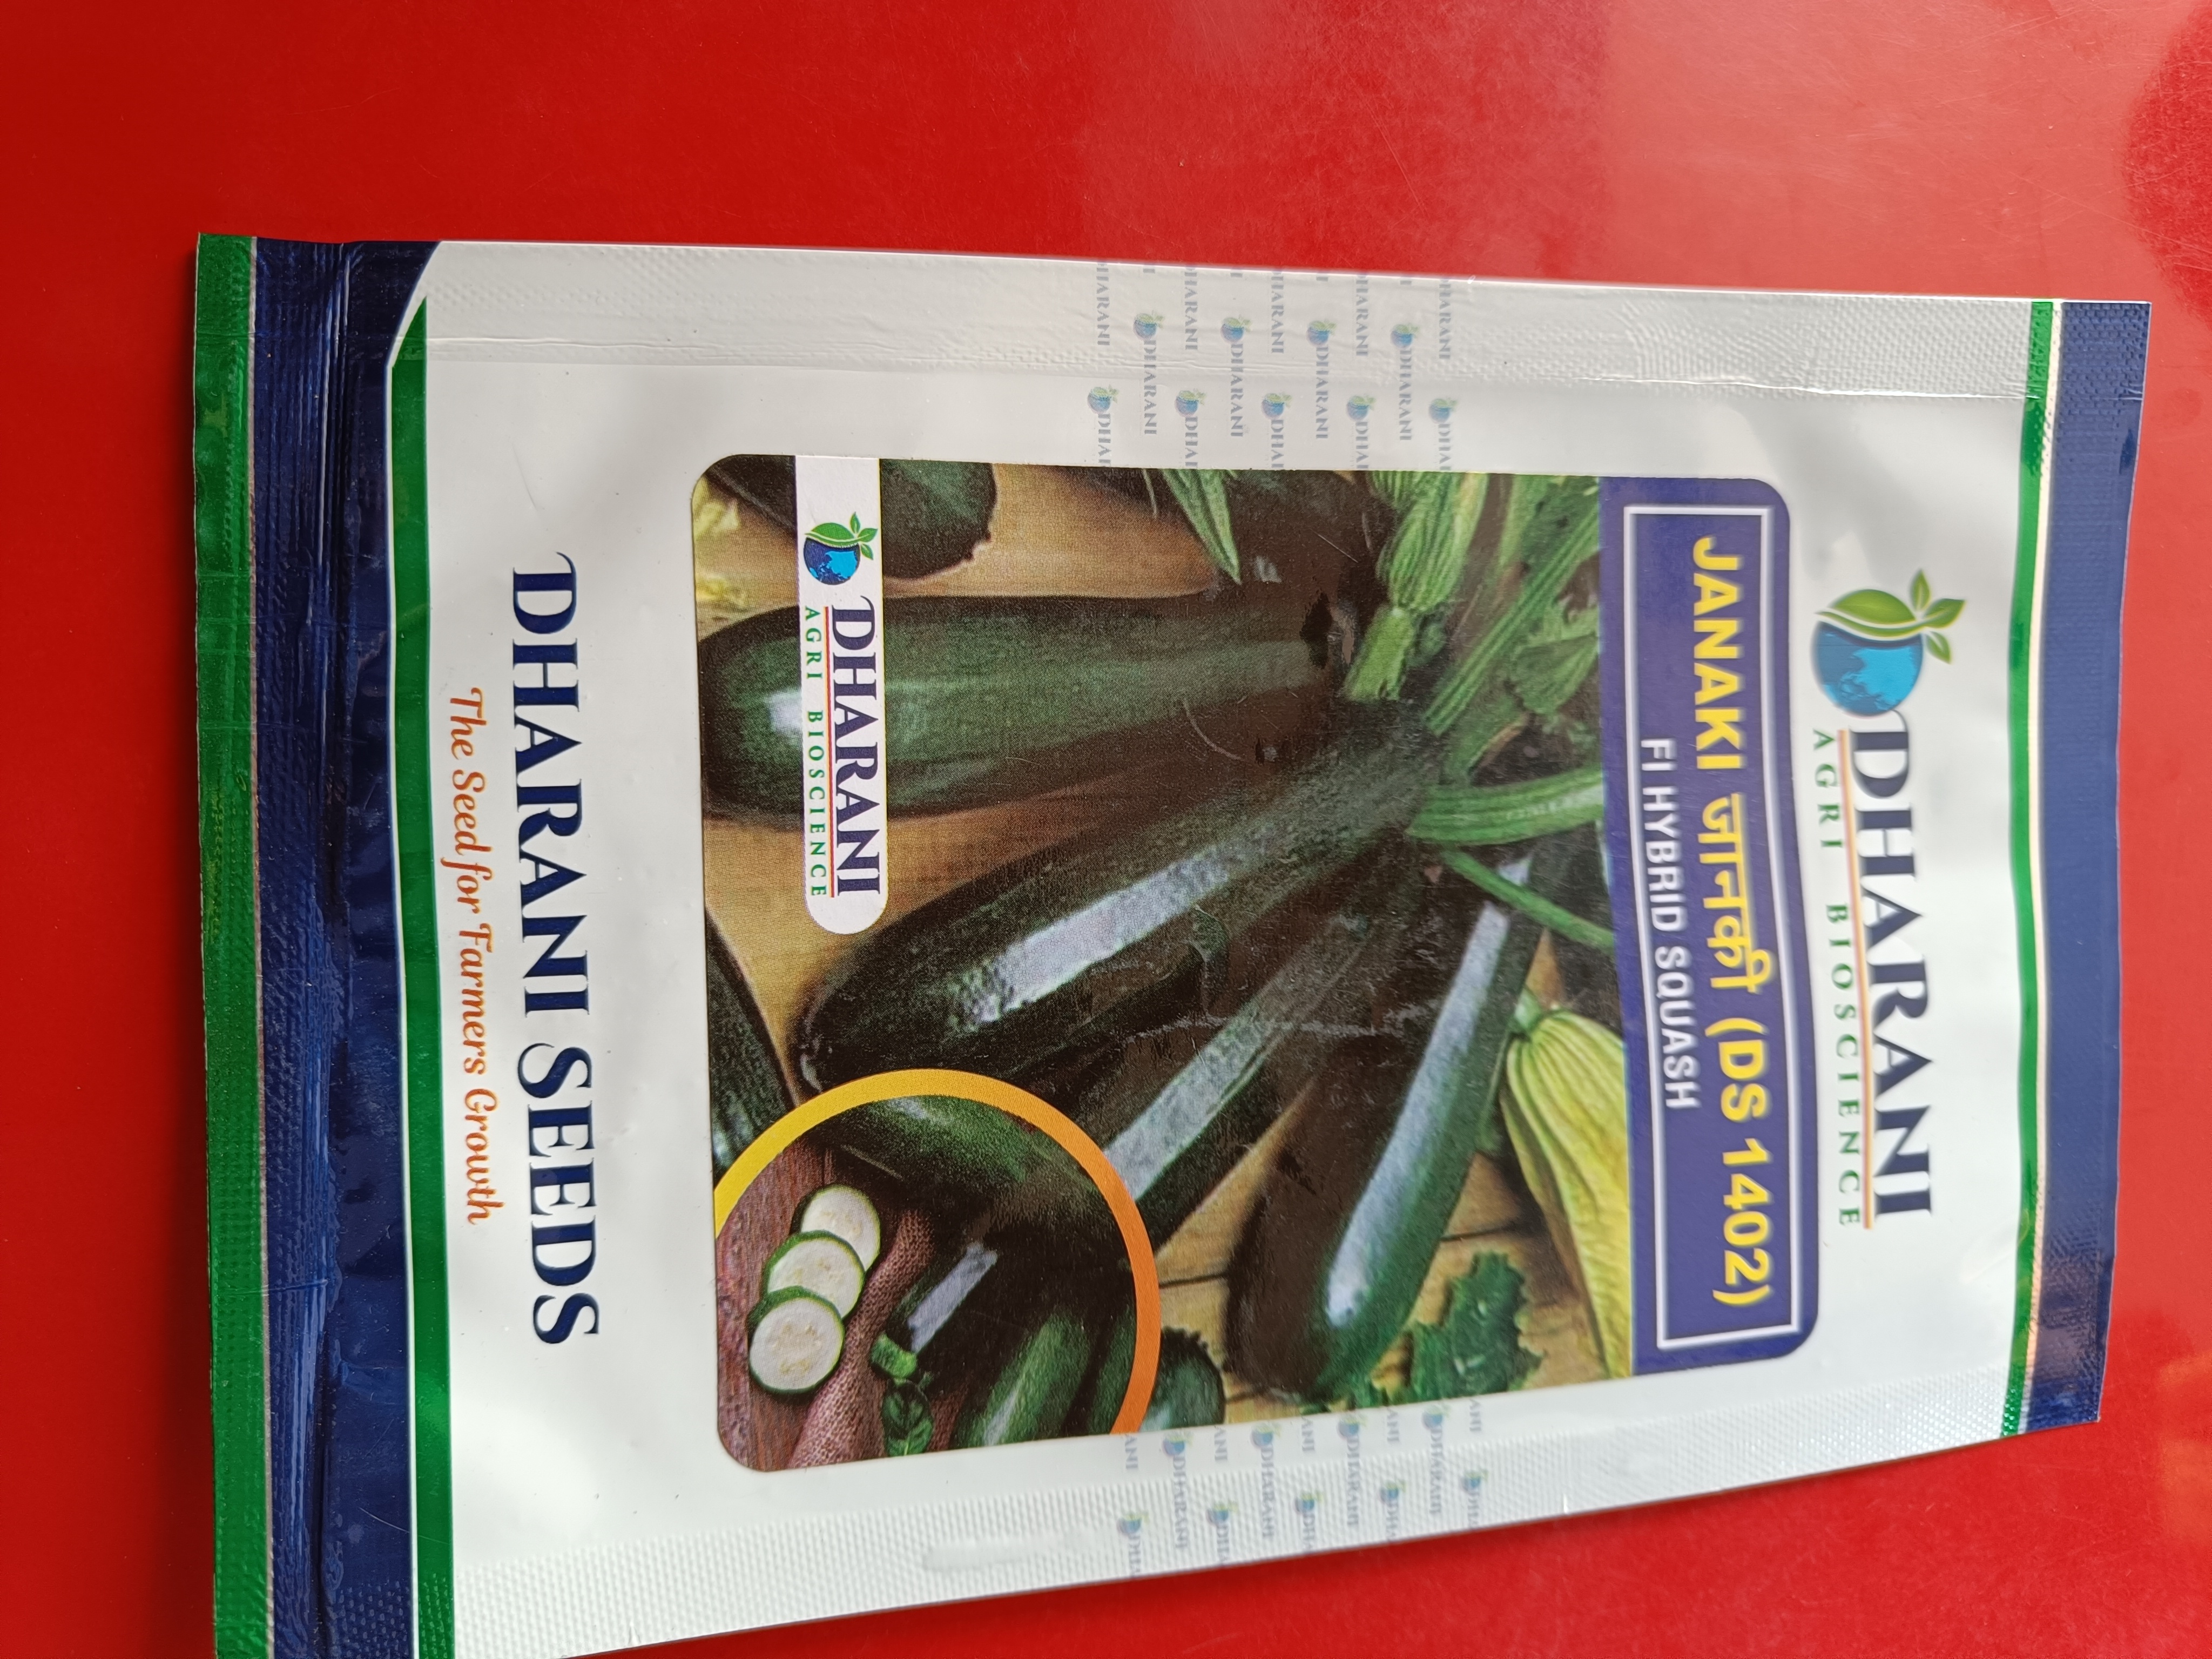 DHARANI
AGRI BIOSCIENCE
JANAKI जानकी (DS 1402)
FI HYBRID SQUASH
DHARANI
AGRI BIOSCIENCE
DHARANI SEEDS
The Seed for Farmers Growth